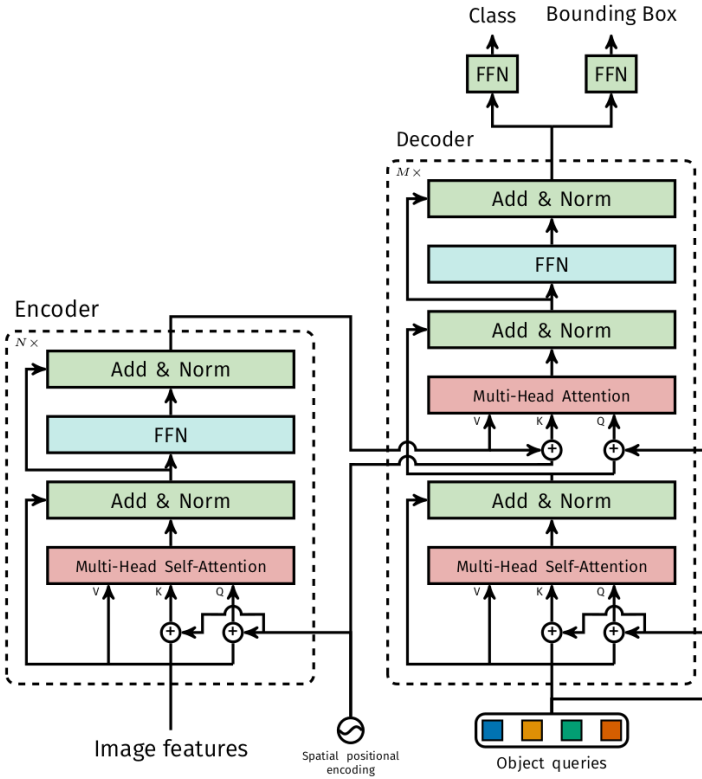 Class
Bounding Box
FFN
FFN
Decoder
M×
Add & Norm
FFN
Add & Norm
Multi-Head Attention
V
K
Q
+
+
Add & Norm
Multi-Head Self-Attention
V
K
Q
+
+
Object queries
Encoder
N×
Add & Norm
FFN
Add & Norm
Multi-Head Self-Attention
V
K
Q
+
+
Image features
Spatial positional
encoding